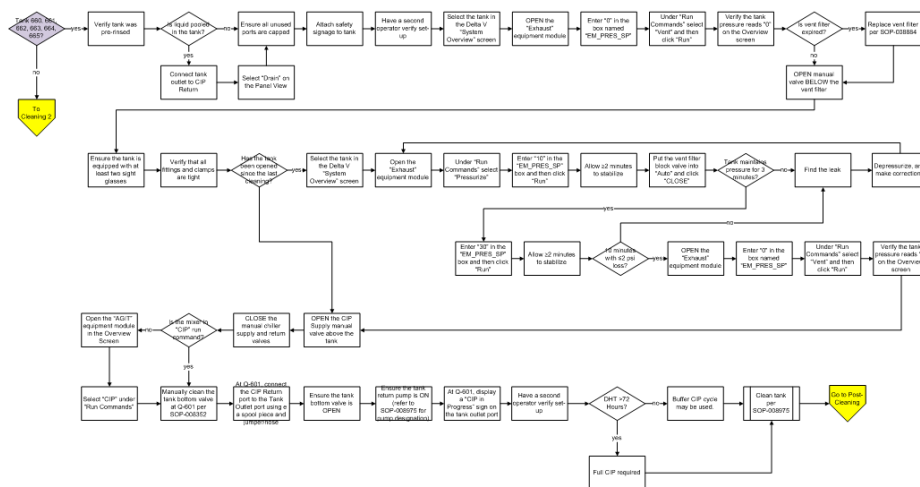 Tank 660, 661,
662, 663, 664,
665?
yes
no
To
Cleaning 2
Verify tank was
pre-rinsed
Is liquid pooled
in the tank?
no
yes
Connect tank
outlet to CIP
Return
Select "Drain" on
the Panel View
Ensure all unused
ports are capped
Attach safety
signage to tank
Have a second
operator verify set-
up
Select the tank in
the Delta V
"System
Overview" screen
OPEN the
"Exhaust"
equipment module
Enter "0" in the
box named
"EM_PRES_SP"
Under "Run
Commands" select
"Vent" and then
click "Run"
Verify the tank
pressure reads "0"
on the Overview
screen
Is vent filter
expired?
yes
no
Replace vent filter
per SOP-008884
OPEN manual
valve BELOW the
vent filter
Ensure the tank is
equipped with at
least two sight
glasses
Verify that all
fittings and clamps
are tight
Has the tank
been opened
since the last
cleaning?
yes
Select the tank in
the Delta V
"System
Overview" screen
Open the
"Exhaust"
equipment module
Under "Run
Commands" select
"Pressurize"
Enter "10" in the
"EM_PRES_SP"
box and then click
"Run"
Allow ≥2 minutes
to stabilize
Put the vent filter
block valve into
"Auto" and click
"CLOSE"
Tank maintains
pressure for 3
minutes?
Find the leak
Depressurize, and
make corrections
yes
no
Enter "30" in the
"EM_PRES_SP"
box and then click
"Run"
Allow ≥2 minutes
to stabilize
10 minutes
with ≤2 psi
loss?
yes
OPEN the
"Exhaust"
equipment module
Enter "0" in the
box named
"EM_PRES_SP"
Under "Run
Commands" select
"Vent" and then
click "Run"
Verify the tank
pressure reads
on the Overview
screen
Open the "AGIT"
equipment module
in the Overview
Screen
no
Is the mixer in
"CIP" run
command?
yes
CLOSE the
manual chiller
supply and return
valves
OPEN the CIP
Supply manual
valve above the
tank
Select "CIP" under
"Run Commands"
Manually clean the
tank bottom valve
at Q-601 per
SOP-008352
At Q-601, connect
the CIP Return
port to the Tank
Outlet port using
a spool piece and
jumper/hose
Ensure the tank
bottom valve is
OPEN
Ensure the tank
return pump is ON
(refer to
SOP-008975 for
pump designation)
At Q-601, display
a "CIP in
Progress" sign on
the tank outlet port
Have a second
operator verify set-
up
DHT >72
Hours?
no
yes
Full CIP required
Buffer CIP cycle
may be used.
Clean tank
per
SOP-008975
Go to Post-
Cleaning